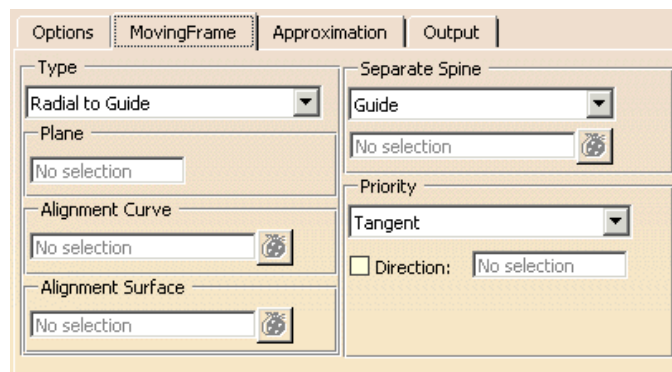 Options MovingFrame Approximation Output
Type
Radial to Guide
Plane
No selection
Alignment Curve
No selection
Alignment Surface
No selection
Separate Spine
Guide
No selection
Priority
Tangent
Direction: No selection